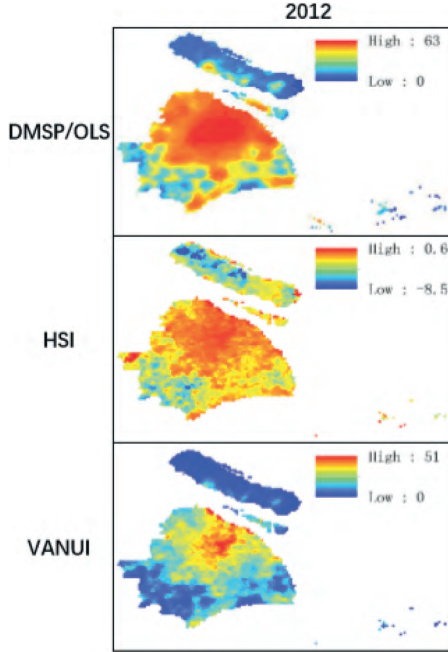 2012
DMSP/OLS
High : 63
Low : 0
HSI
High : 0.6
Low : -8.5
VANUI
High : 51
Low : 0